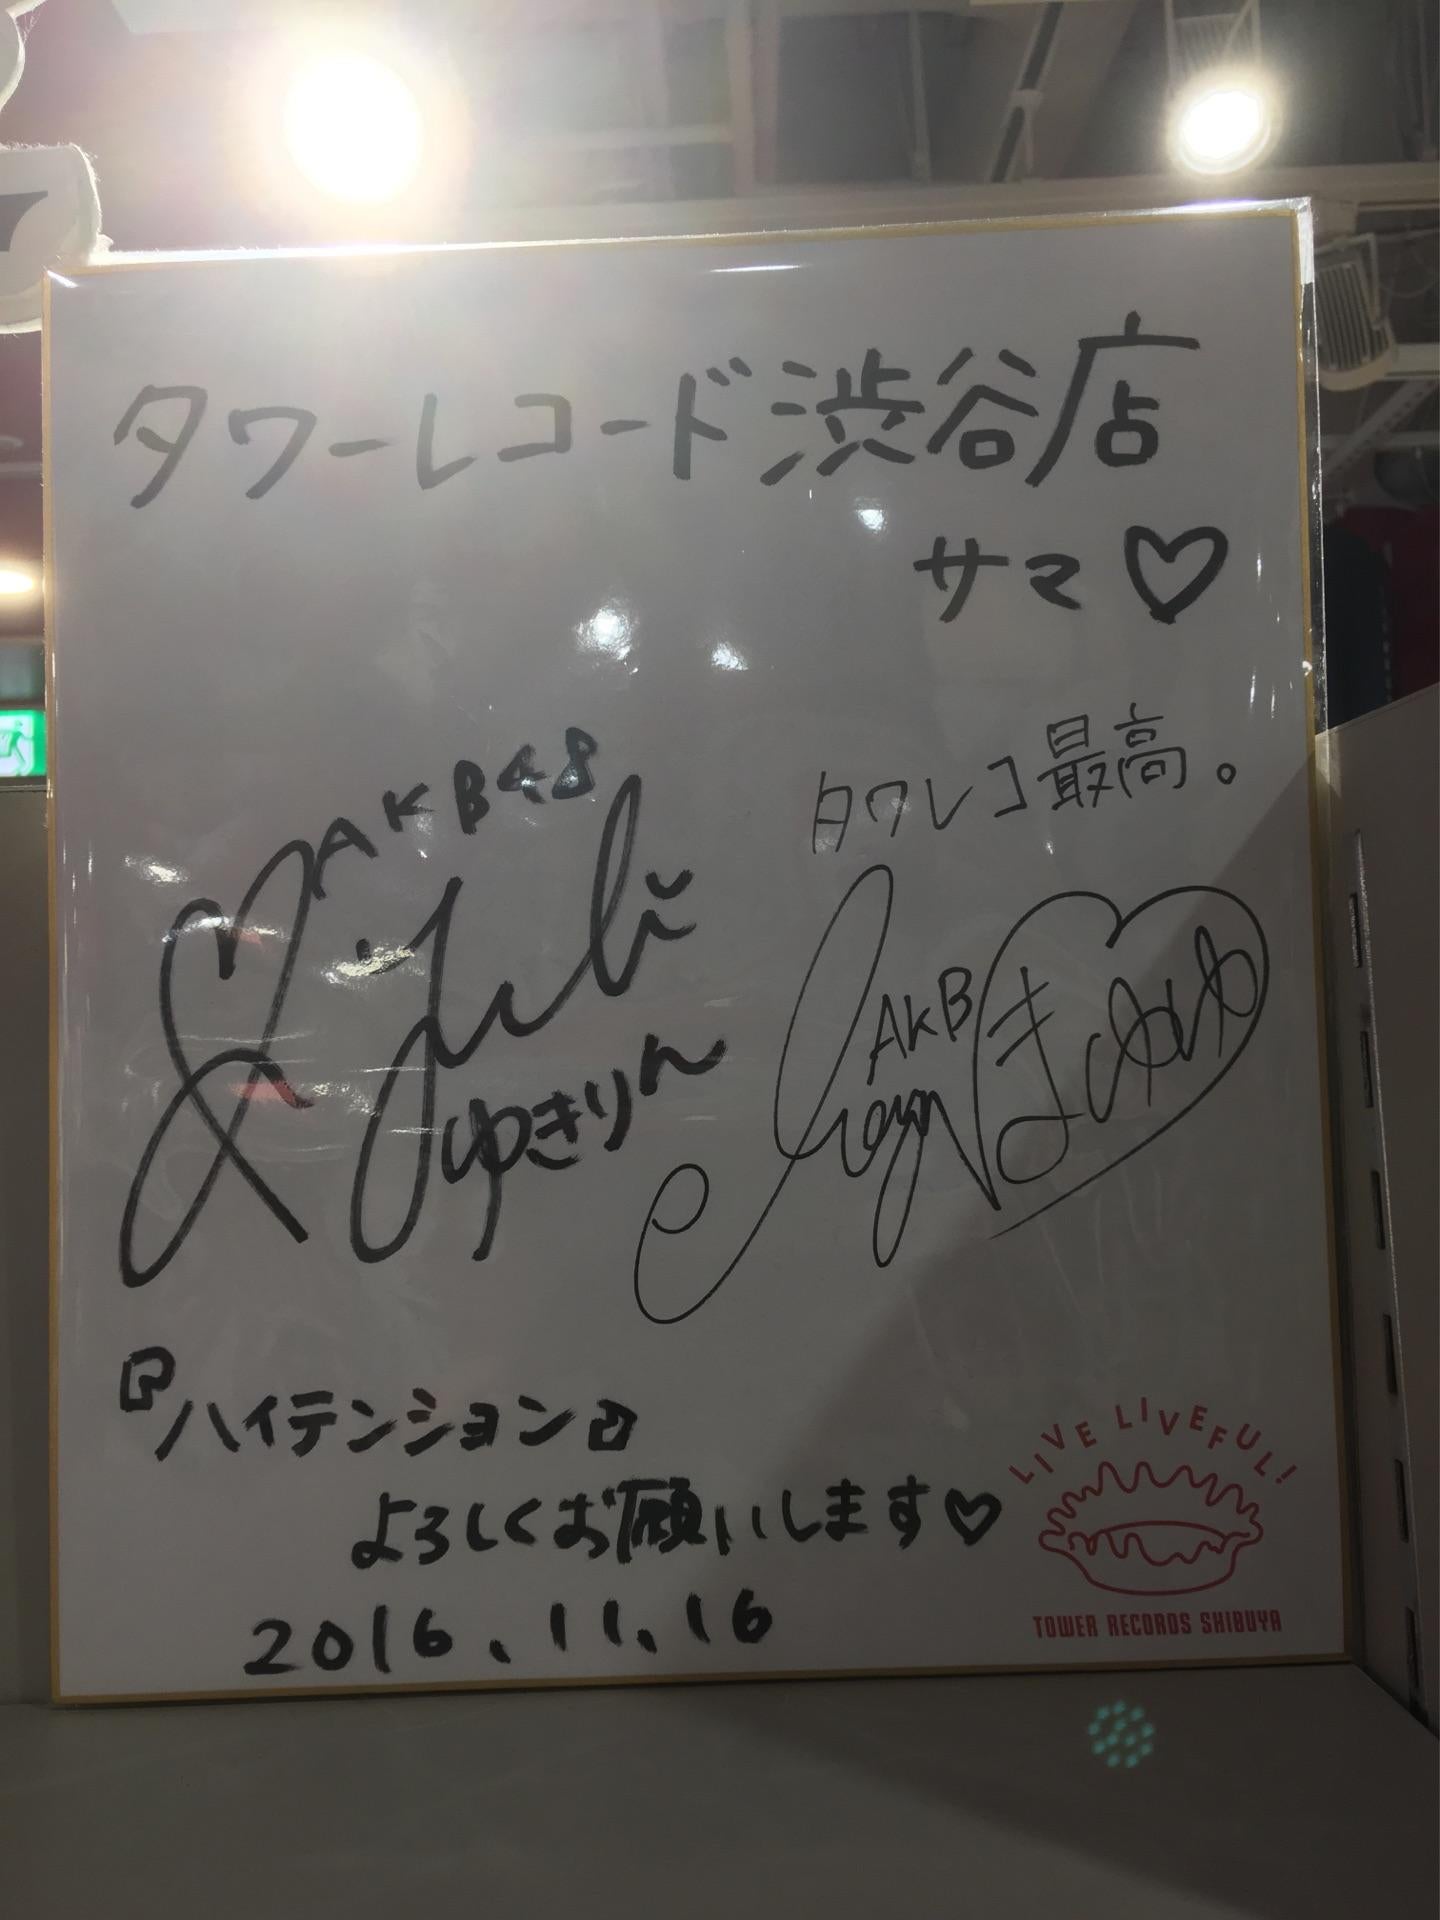 タワーレコード渋谷店
サマ♡
AKB48
ゆきりん
タワレコ最高。
AKB
まゆゆ
『ハイテンション』
よろしくお願いします♡
2016.11.16
LIVE LIVEFUL!
TOWER RECORDS SHIBUYA